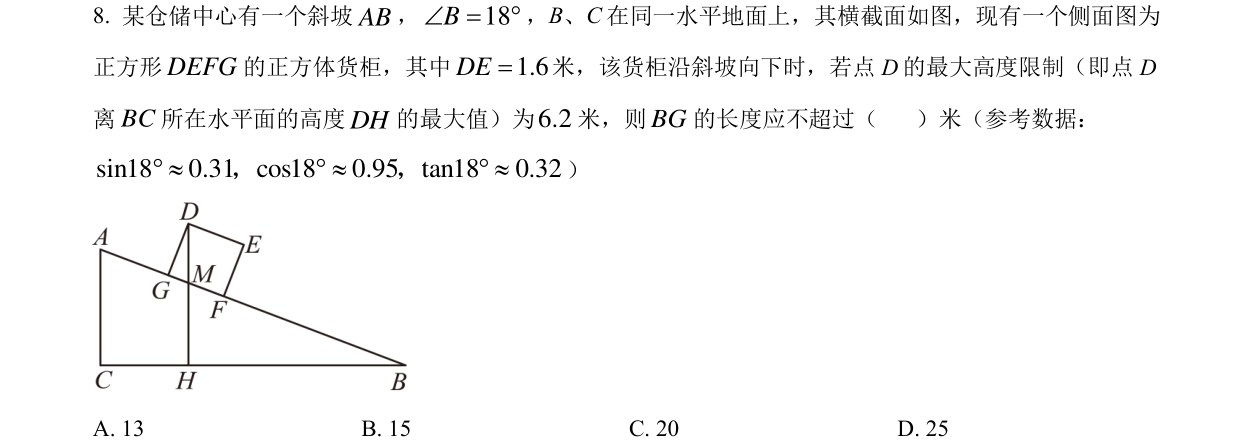 8. 某仓储中心有一个斜坡 AB，∠B=18°，B、C在同一水平地面上，其横截面如图，现有一个侧面图为
正方形DEFG的正方体货柜，其中DE=1.6米，该货柜沿斜坡向下时，若点D的最大高度限制（即点D
离BC所在水平面的高度DH的最大值）为6.2米，则BG的长度应不超过（　　）米（参考数据：
sin18°≈0.31，cos18°≈0.95，tan18°≈0.32）
D
A
E
M
G
F
C H B
A. 13 B. 15 C. 20 D. 25